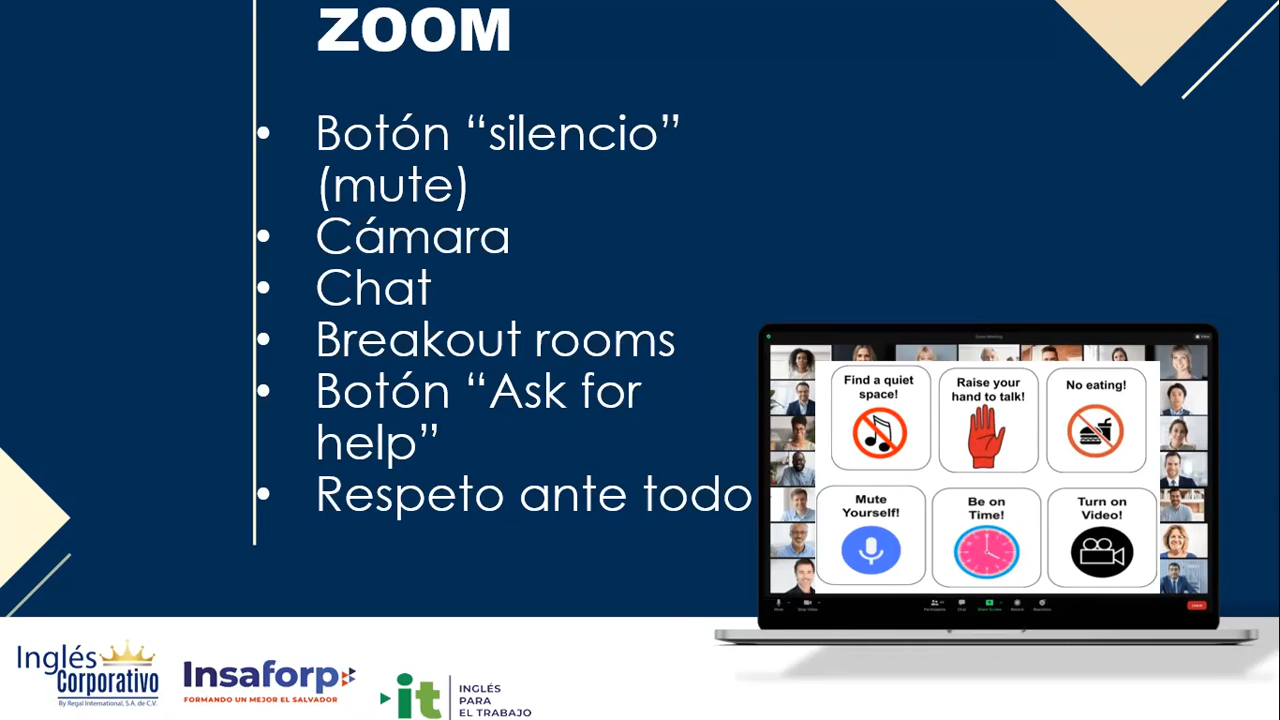 ZOOM
• Botón “silencio”
(mute)
• Cámara
• Chat
• Breakout rooms
• Botón “Ask for
help”
• Respeto ante todo
Find a quiet
space!
Raise your
hand to talk!
No eating!
Mute
Yourself!
Be on
Time!
Turn on
Video!
Inglés
Corporativo
By Regal International, S.A. de C.V.
Insaforp
FORMANDO UN MEJOR EL SALVADOR
it
INGLÉS
PARA
EL TRABAJO